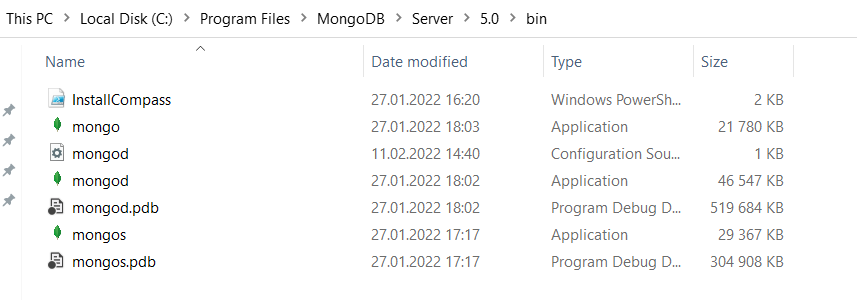 This PC > Local Disk (C:) > Program Files > MongoDB > Server > 5.0 > bin
Name Date modified Type Size
InstallCompass 27.01.2022 16:20 Windows PowerSh... 2 KB
mongo 27.01.2022 18:03 Application 21 780 KB
mongod 11.02.2022 14:40 Configuration Sou... 1 KB
mongod 27.01.2022 18:02 Application 46 547 KB
mongod.pdb 27.01.2022 18:02 Program Debug D... 519 684 KB
mongos 27.01.2022 17:17 Application 29 367 KB
mongos.pdb 27.01.2022 17:17 Program Debug D... 304 908 KB